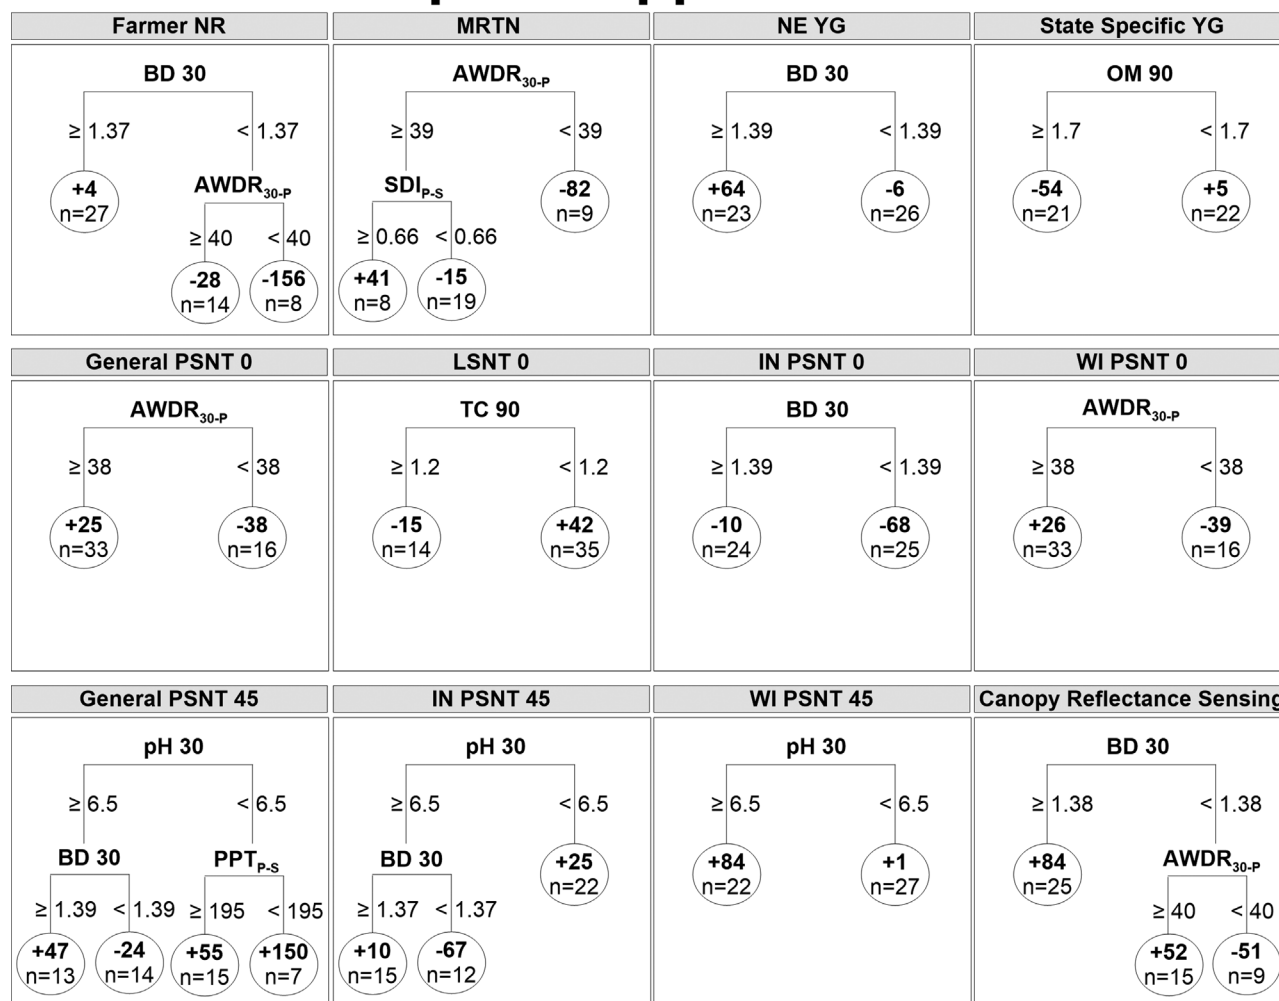 Farmer NR
BD 30
≥ 1.37
< 1.37
+4
n=27
AWDR30-P
≥ 40
< 40
-28
n=14
-156
n=8
MRTN
AWDR30-P
≥ 39
< 39
SDIP-S
-82
n=9
≥ 0.66
< 0.66
+41
n=8
-15
n=19
NE YG
BD 30
≥ 1.39
< 1.39
+64
n=23
-6
n=26
State Specific YG
OM 90
≥ 1.7
< 1.7
-54
n=21
+5
n=22
General PSNT 0
AWDR30-P
≥ 38
< 38
+25
n=33
-38
n=16
LSNT 0
TC 90
≥ 1.2
< 1.2
-15
n=14
+42
n=35
IN PSNT 0
BD 30
≥ 1.39
< 1.39
-10
n=24
-68
n=25
WI PSNT 0
AWDR30-P
≥ 38
< 38
+26
n=33
-39
n=16
General PSNT 45
pH 30
≥ 6.5
< 6.5
BD 30
PPTP-S
≥ 1.39
< 1.39
≥ 195
< 195
+47
n=13
-24
n=14
+55
n=15
+150
n=7
IN PSNT 45
pH 30
≥ 6.5
< 6.5
BD 30
+25
n=22
≥ 1.37
< 1.37
+10
n=15
-67
n=12
WI PSNT 45
pH 30
≥ 6.5
< 6.5
+84
n=22
+1
n=27
Canopy Reflectance Sensing
BD 30
≥ 1.38
< 1.38
+84
n=25
AWDR30-P
≥ 40
< 40
+52
n=15
-51
n=9